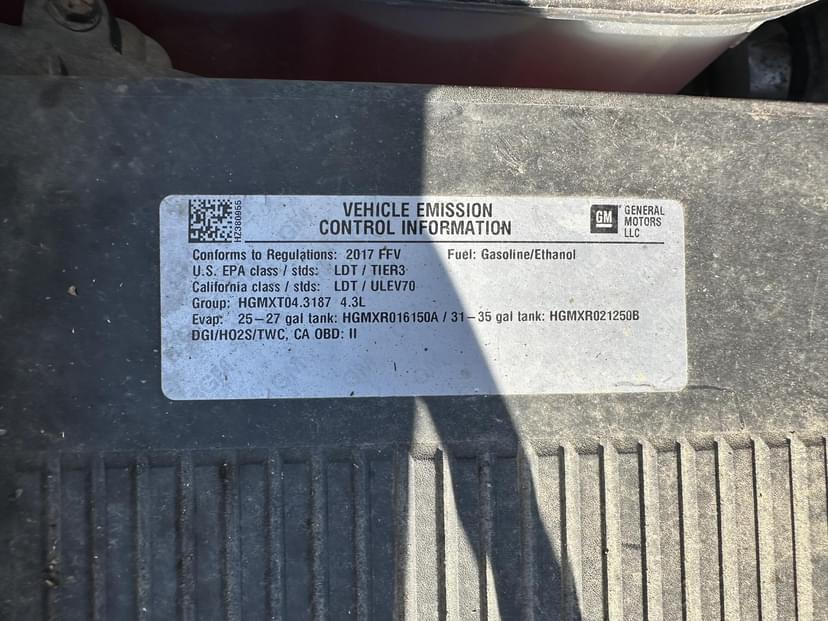 HZ380955
VEHICLE EMISSION
CONTROL INFORMATION
GM
GENERAL
MOTORS
LLC
Conforms to Regulations: 2017 FFV Fuel: Gasoline/Ethanol
U.S. EPA class / stds: LDT / TIER3
California class / stds: LDT / ULEV70
Group: HGMXT04.3187 4.3L
Evap: 25-27 gal tank: HGMXR016150A / 31-35 gal tank: HGMXR021250B
DGI/HO2S/TWC, CA OBD: II